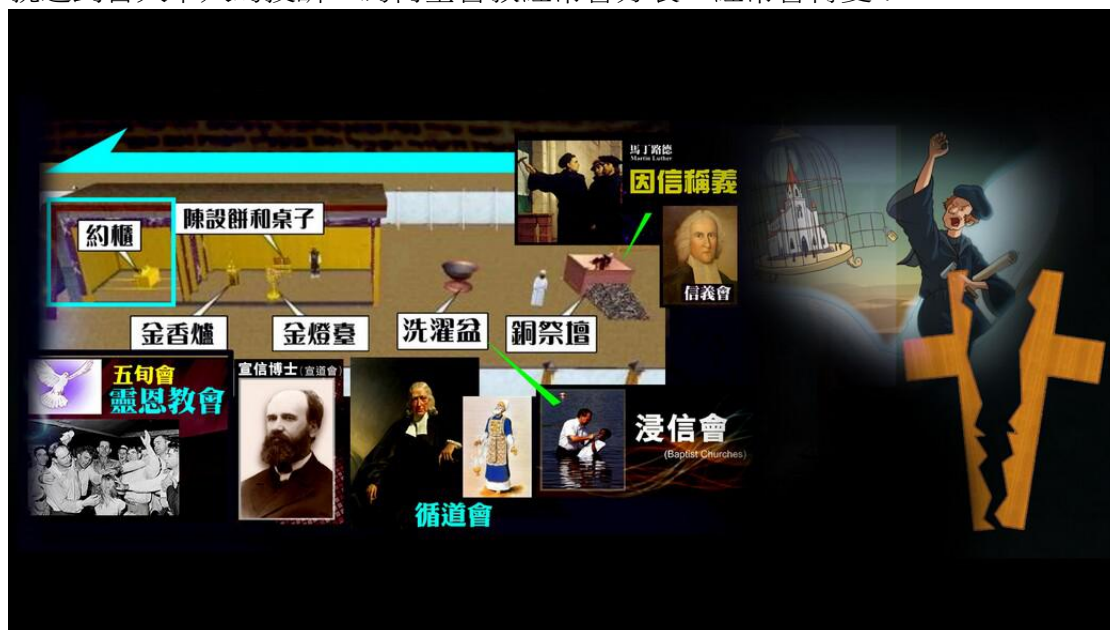 馬丁路德
Martin Luther
因信稱義
信義會
約櫃
陳設餅和桌子
金香爐
金燈臺
洗濯盆
銅祭壇
五旬會
靈恩教會
宣信博士(宣道會)
循道會
浸信會
(Baptist Churches)